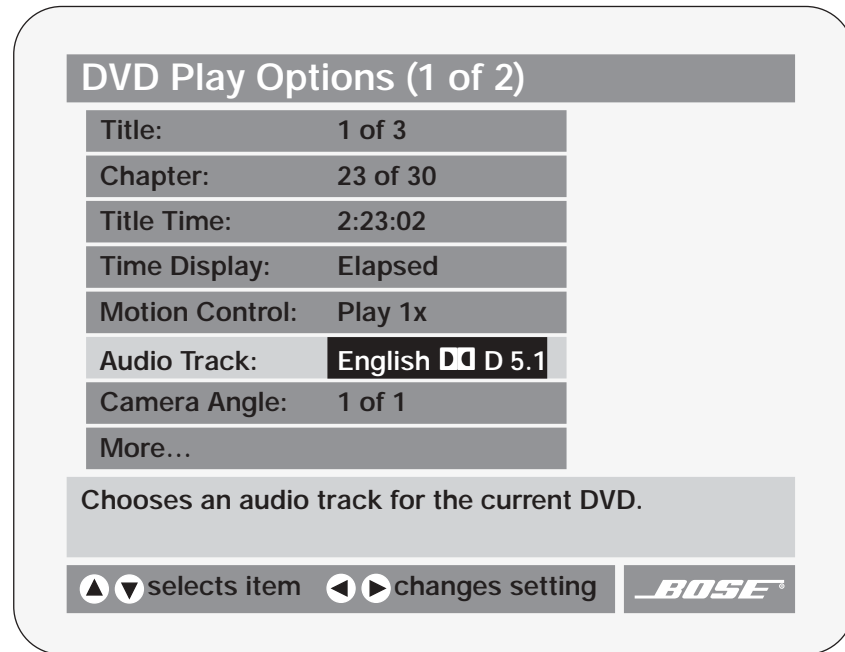 DVD Play Options (1 of 2)
Title: 1 of 3
Chapter: 23 of 30
Title Time: 2:23:02
Time Display: Elapsed
Motion Control: Play 1x
Audio Track: English D 5.1
Camera Angle: 1 of 1
More...
Chooses an audio track for the current DVD.
selects item changes setting BOSE®